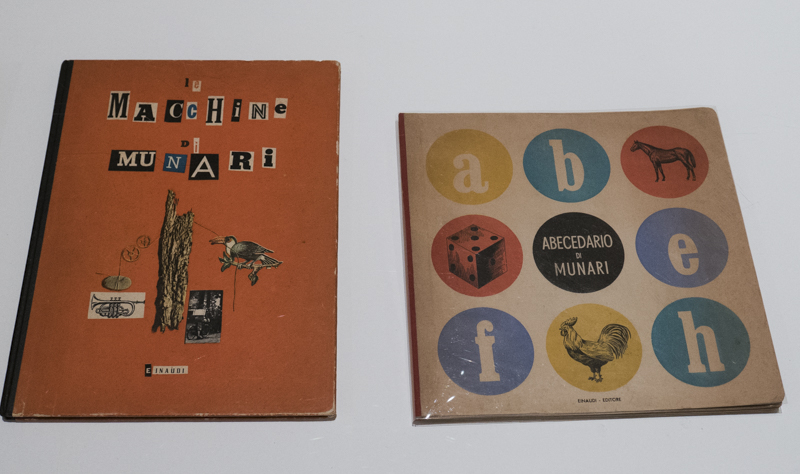 le
MACCHiNe
Di
MUNARi
EINAUDI
a b
ABECEDARIO
DI
MUNARI
e
f h
EINAUDI - EDITORE